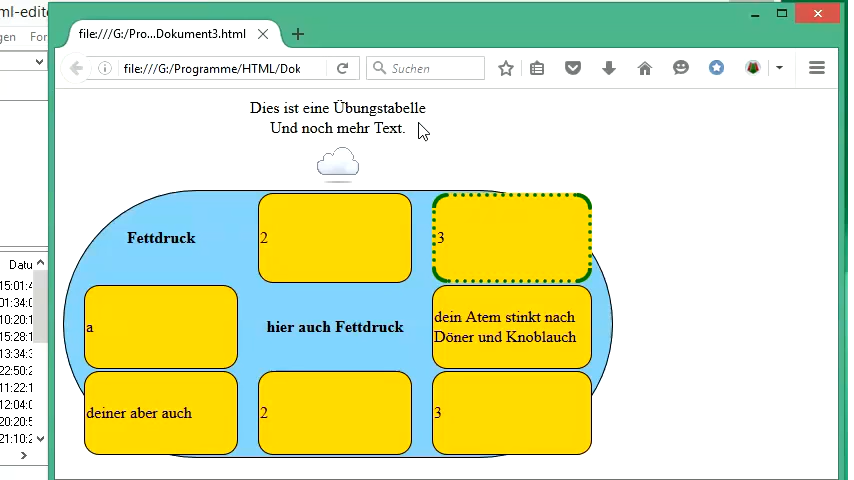 ml-edito
gen For
file:///G:/Pro...Dokument3.html
file:///G:/Programme/HTML/Dok
Suchen
Dies ist eine Übungstabelle
Und noch mehr Text.
Fettdruck 2 3
a hier auch Fettdruck dein Atem stinkt nach
Döner und Knoblauch
deiner aber auch 2 3
Datu
15:01:4
01:34:0
10:20:1
15:28:1
13:34:3
22:50:2
11:22:1
12:04:0
20:20:5
21:10:2